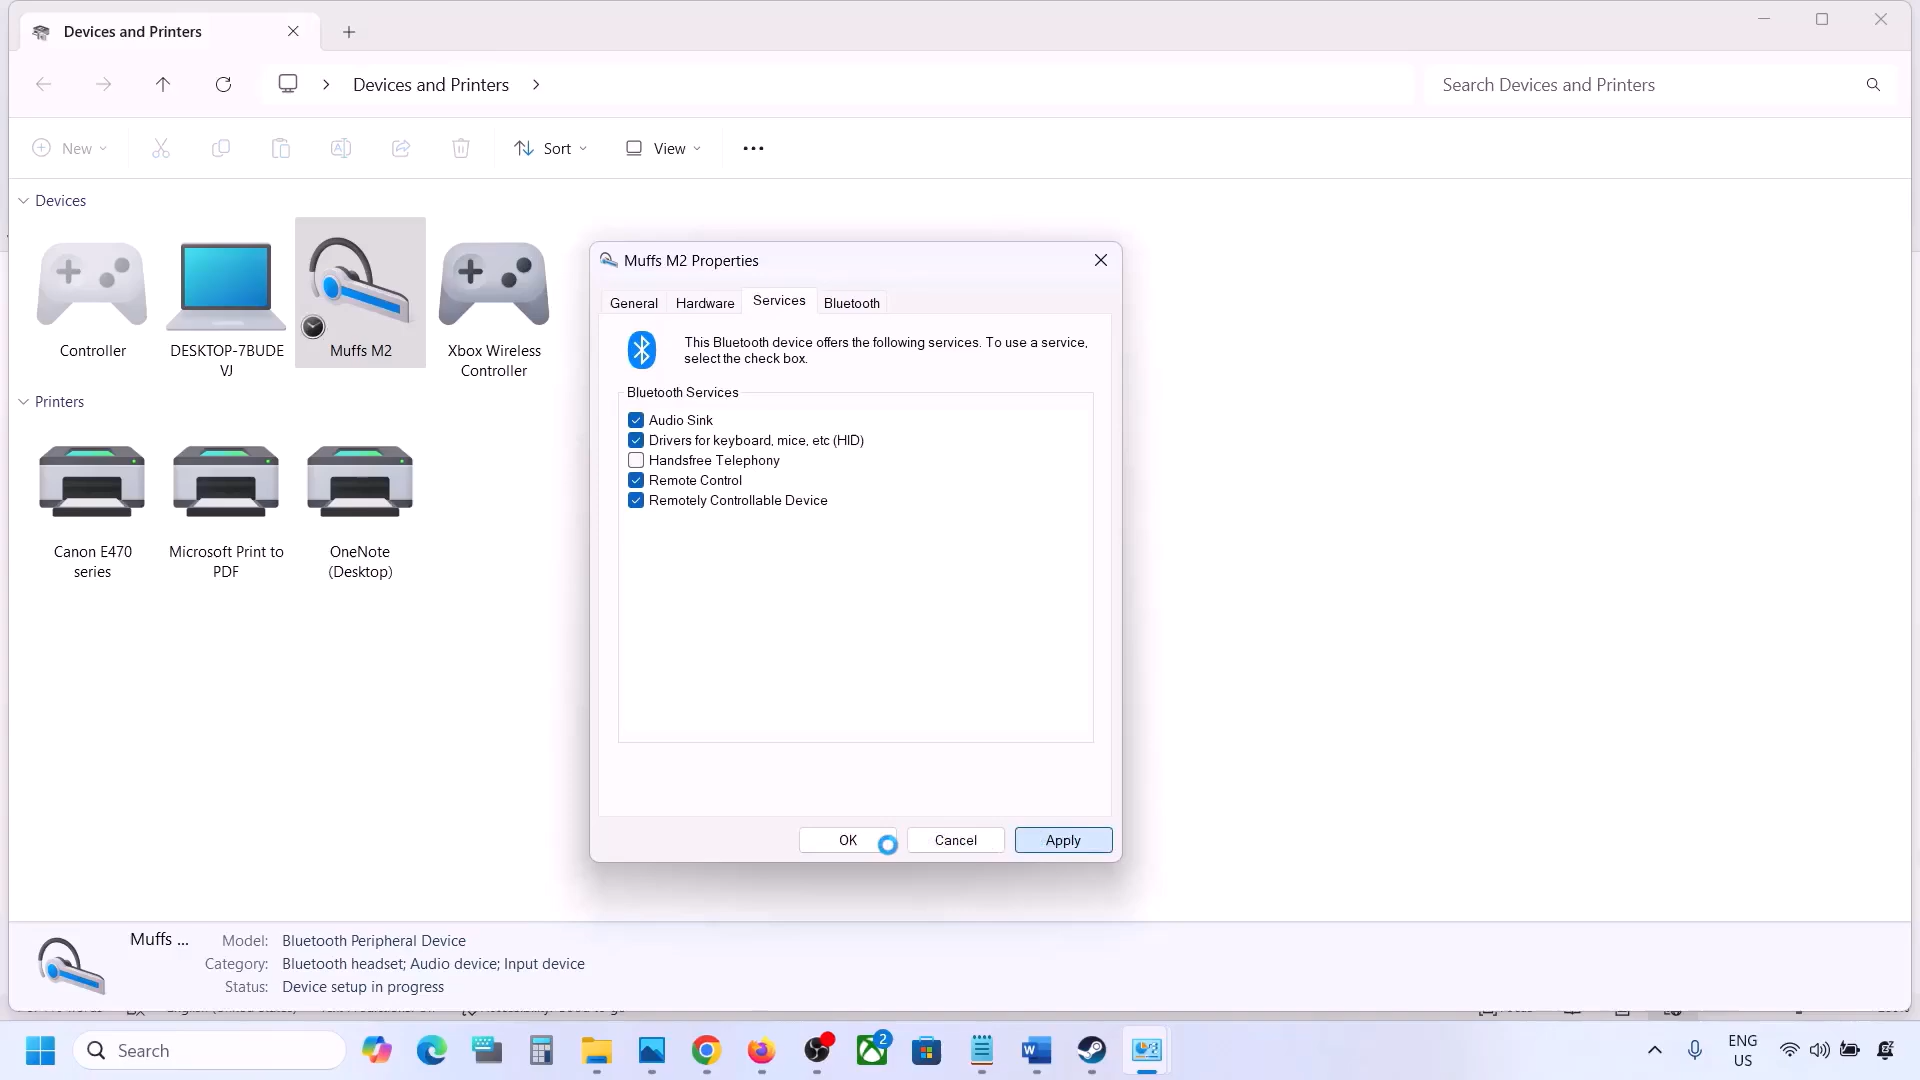 Devices and Printers
Devices and Printers
Search Devices and Printers
New
Sort
View
Devices
Controller
DESKTOP-7BUDE
VJ
Muffs M2
Xbox Wireless
Controller
Printers
Canon E470
series
Microsoft Print to
PDF
OneNote
(Desktop)
Muffs M2 Properties
General
Hardware
Services
Bluetooth
This Bluetooth device offers the following services. To use a service,
select the check box.
Bluetooth Services
Audio Sink
Drivers for keyboard, mice, etc (HID)
Handsfree Telephony
Remote Control
Remotely Controllable Device
OK
Cancel
Apply
Muffs ...
Model: Bluetooth Peripheral Device
Category: Bluetooth headset; Audio device; Input device
Status: Device setup in progress
Search
2
ENG
US